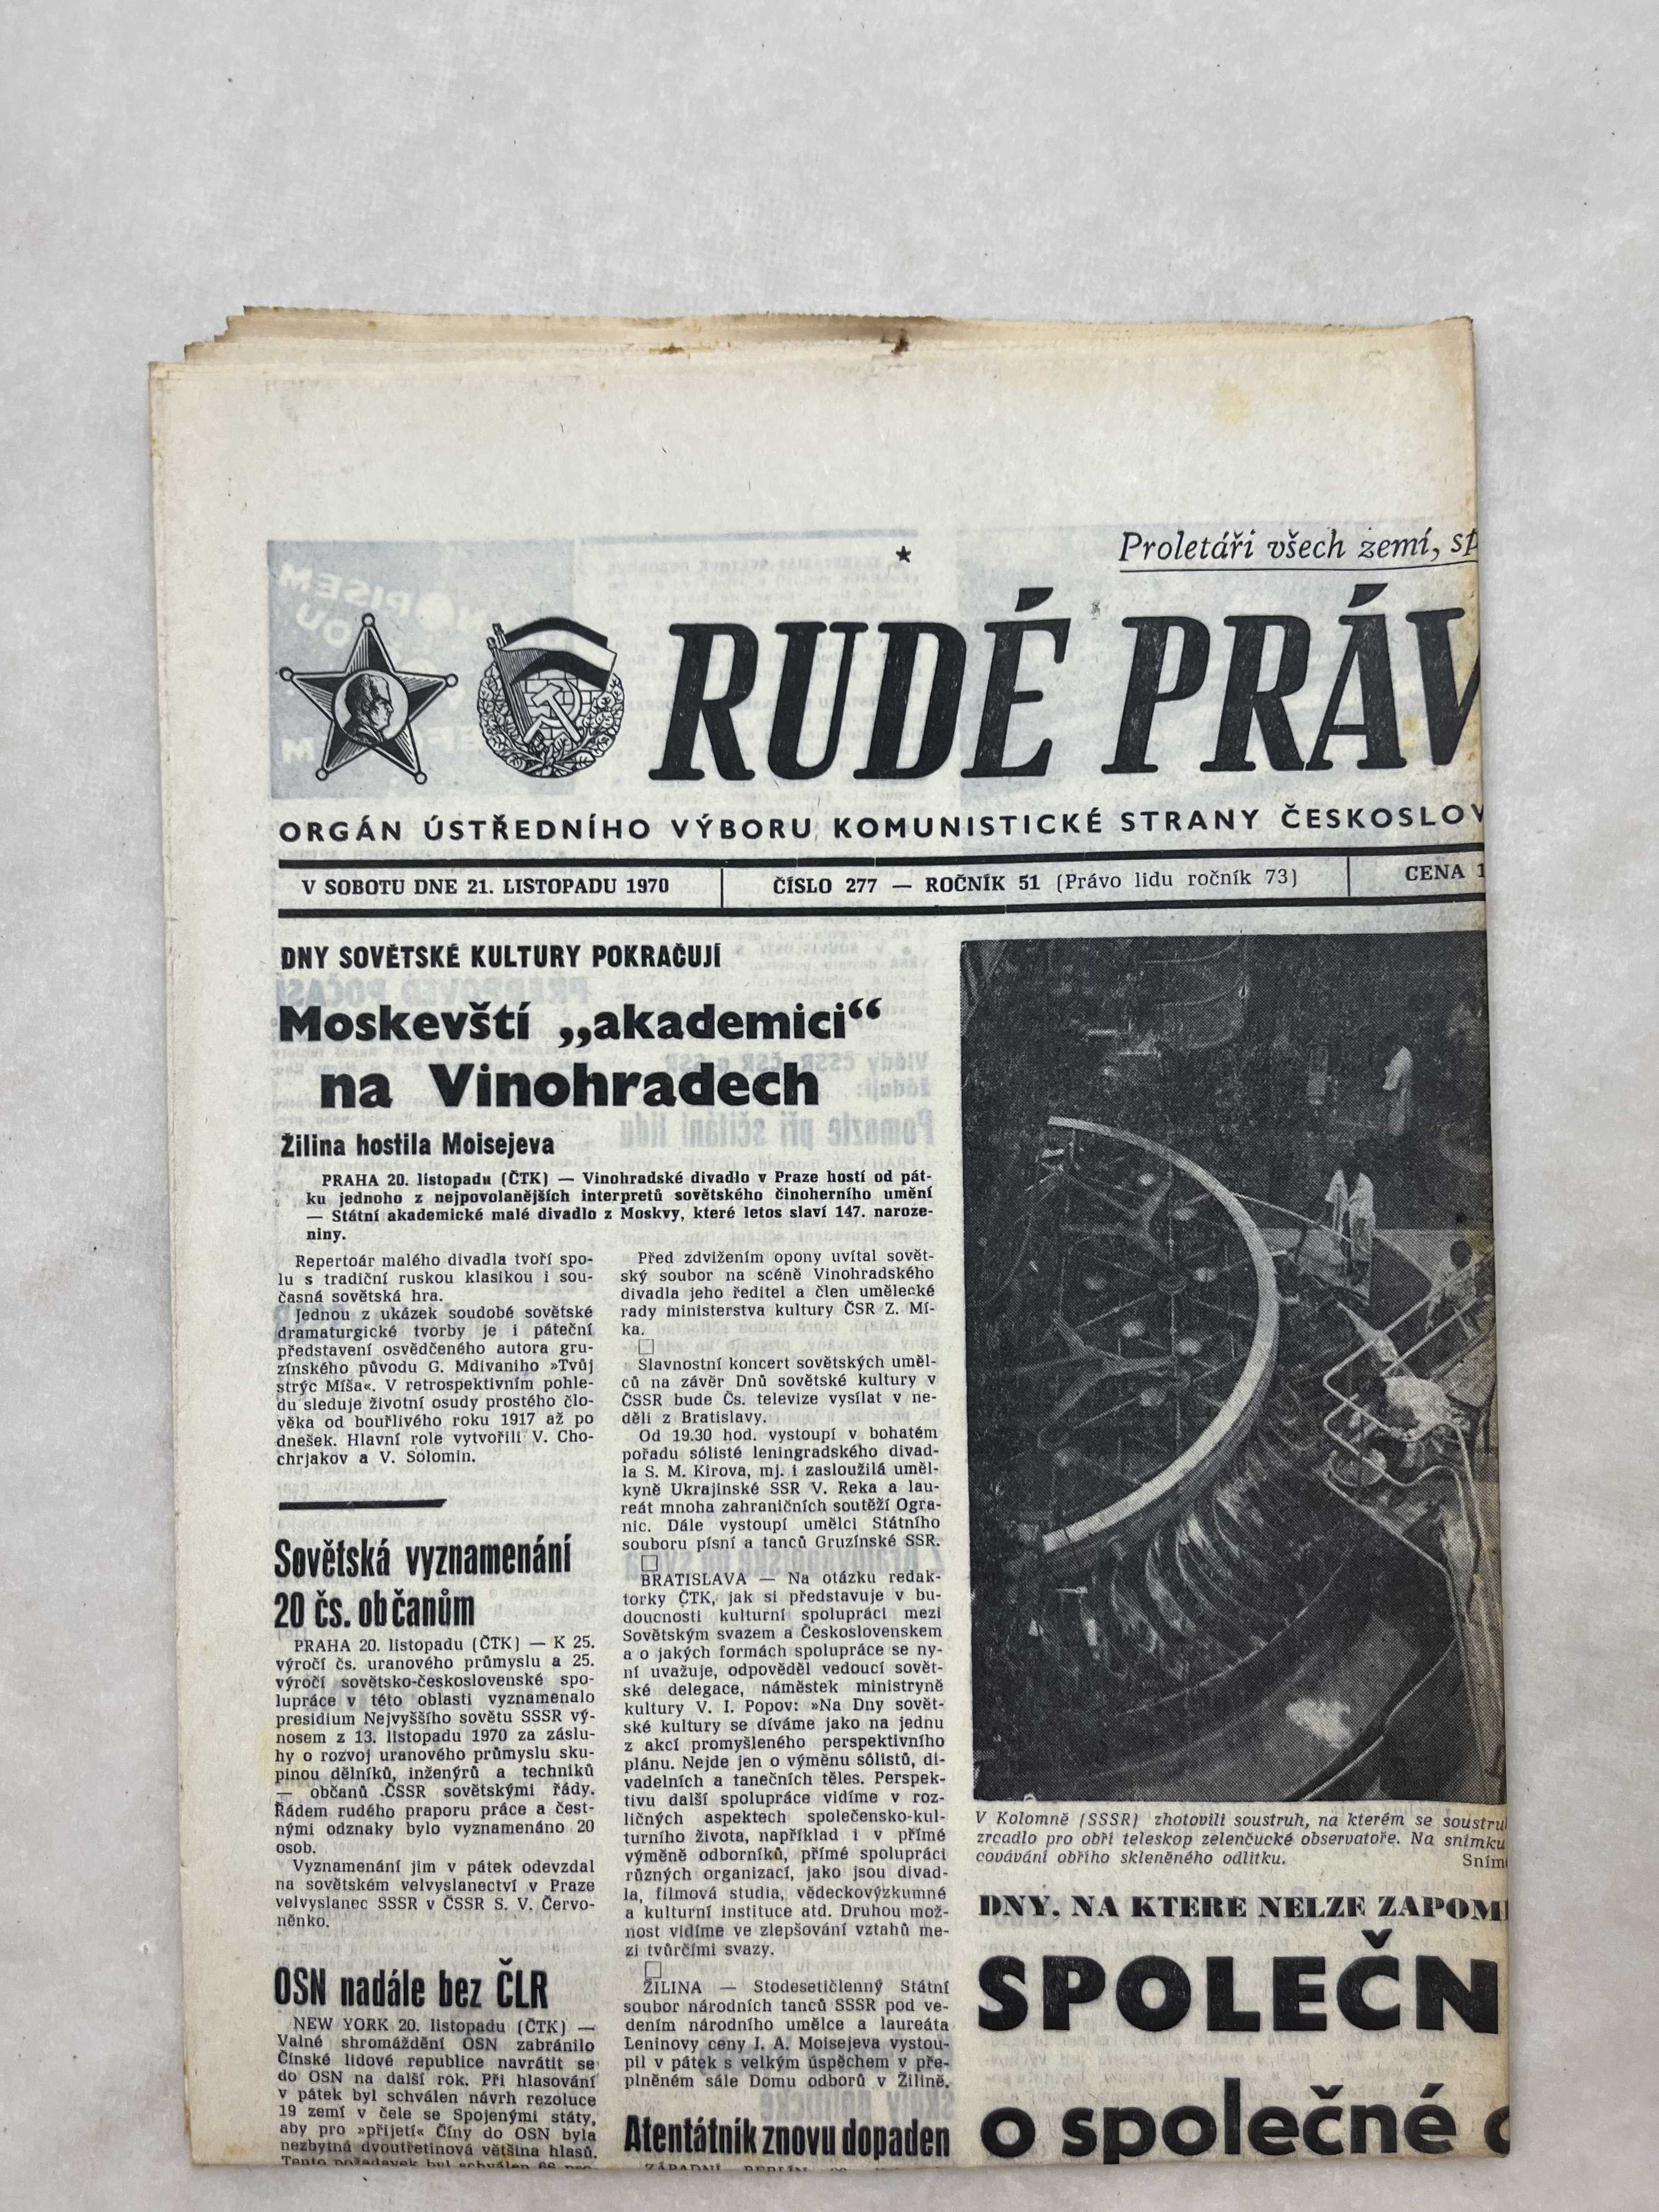 Proletáři všech zemí,
RUDÉ PRÁV
ORGÁN ÚSTŘEDNÍHO VÝBORU KOMUNISTICKÉ STRANY ČESKOSLOV
V SOBOTU DNE 21. LISTOPADU 1970
ČÍSLO 277 — ROČNÍK 51 (Právo lidu ročník 73)
CENA 1
DNY SOVĚTSKÉ KULTURY POKRAČUJÍ
Moskevští „akademici“
na Vinohradech
Žilina hostila Moisejeva
PRAHA 20. listopadu (ČTK) — Vinohradské divadlo v Praze hostí od pát-
ku jednoho z nejpovolanějších interpretů sovětského činoherního umění
— Státní akademické malé divadlo z Moskvy, které letos slaví 147. naroze-
niny.
Repertoár malého divadla tvoří spo-
lu s tradiční ruskou klasikou i sou-
časná sovětská hra.
Jednou z ukázek soudobé sovětské
dramaturgické tvorby je i páteční
představení osvědčeného autora gru-
zínského původu G. Mdivaniho »Tvůj
strýc Míša«. V retrospektivním pohle-
du sleduje životní osudy prostého člo-
věka od bouřlivého roku 1917 až po
dnešek. Hlavní role vytvořili V. Cho-
chrjakov a V. Solomin.
Sovětská vyznamenání
20 čs. občanům
PRAHA 20. listopadu (ČTK) — K 25.
výročí čs. uranového průmyslu a 25.
výročí sovětsko-československé spo-
lupráce v této oblasti vyznamenalo
presidium Nejvyššího sovětu SSSR vý-
nosem z 13. listopadu 1970 za záslu-
hy o rozvoj uranového průmyslu sku-
pinou dělníků, inženýrů a techniků
— občanů ČSSR sovětskými řády.
Řádem rudého praporu práce a čest-
nými odznaky bylo vyznamenáno 20
osob.
Vyznamenání jim v pátek odevzdal
na sovětském velvyslanectví v Praze
velvyslanec SSSR v ČSSR S. V. Červo-
něnko.
OSN nadále bez ČLR
NEW YORK 20. listopadu (ČTK) —
Valné shromáždění OSN zabránilo
Čínské lidové republice navrátit se
do OSN na další rok. Při hlasování
v pátek byl schválen návrh rezoluce
19 zemí v čele se Spojenými státy,
aby pro »přijetí« Číny do OSN byla
nezbytná dvoutřetinová většina hlasů.
Tento požadavek byl schválen 66
Před zdvižením opony uvítal sovět-
ský soubor na scéně Vinohradského
divadla jeho ředitel a člen umělecké
rady ministerstva kultury ČSR Z. Mí-
ka.
Slavnostní koncert sovětských uměl-
ců na závěr Dnů sovětské kultury v
ČSSR bude Čs. televize vysílat v ne-
děli z Bratislavy.
Od 19.30 hod. vystoupí v bohatém
pořadu sólisté leningradského divad-
la S. M. Kirova, mj. i zasloužilá uměl-
kyně Ukrajinské SSR V. Reka a lau-
reát mnoha zahraničních soutěží Ogra-
nic. Dále vystoupí umělci Státního
souboru písní a tanců Gruzínské SSR.
BRATISLAVA — Na otázku redak-
torky ČTK, jak si představuje v bu-
doucnosti kulturní spolupráci mezi
Sovětským svazem a Československem
a o jakých formách spolupráce se ny-
ní uvažuje, odpověděl vedoucí sovět-
ské delegace, náměstek ministryně
kultury V. I. Popov: »Na Dny sovět-
ské kultury se díváme jako na jednu
z akcí promyšleného perspektivního
plánu. Nejde jen o výměnu sólistů, di-
vadelních a tanečních těles. Perspek-
tivu další spolupráce vidíme v roz-
ličných aspektech společensko-kul-
turního života, například i v přímé
výměně odborníků, přímé spolupráci
různých organizací, jako jsou divad-
la, filmová studia, vědeckovýzkumné
a kulturní instituce atd. Druhou mož-
nost vidíme ve zlepšování vztahů me-
zi tvůrčími svazy.
ŽILINA — Stodesetičlenný Státní
soubor národních tanců SSSR pod ve-
dením národního umělce a laureáta
Leninovy ceny I. A. Moisejeva vystou-
pil v pátek s velkým úspěchem v pře-
plněném sále Domu odborů v Žilině.
Atentátník znovu dopaden
ZÁPADNÍ BERLÍN
V Kolomně (SSSR) zhotovili soustruh, na kterém se soustru
zrcadlo pro obří teleskop zelenčucké observatoře. Na snímku
covávání obřího skleněného odlitku.
Sním
DNY, NA KTERÉ NELZE ZAPOM
SPOLEČN
o společné